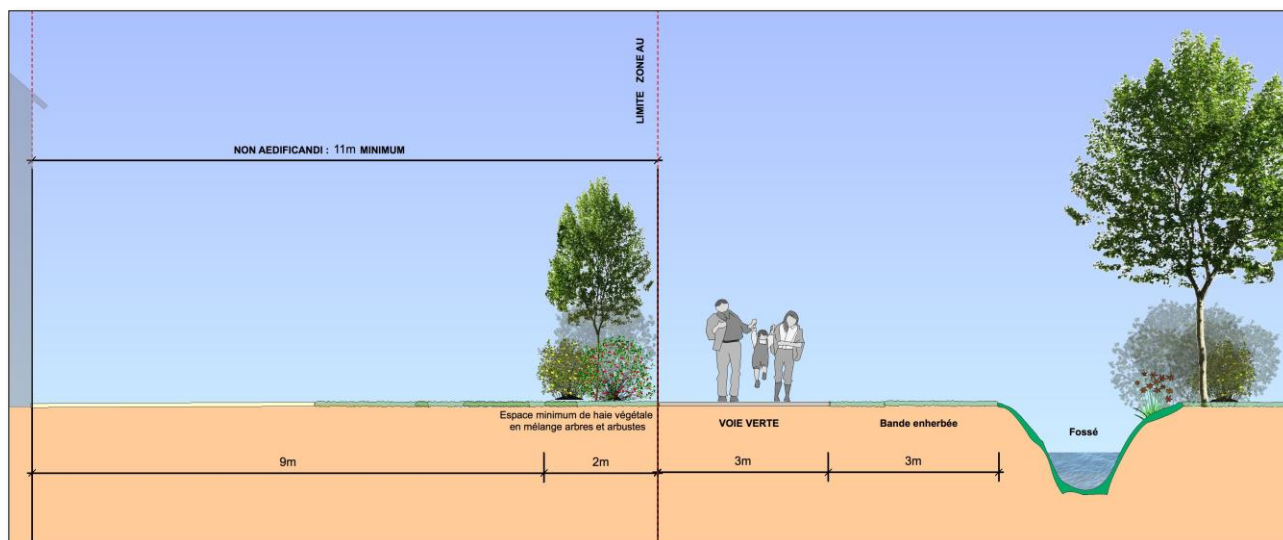 LIMITE ZONE AU
NON AEDIFICANDI : 11m MINIMUM
Espace minimum de haie végétale
en mélange arbres et arbustes
VOIE VERTE
Bande enherbée
Fossé
9m
2m
3m
3m